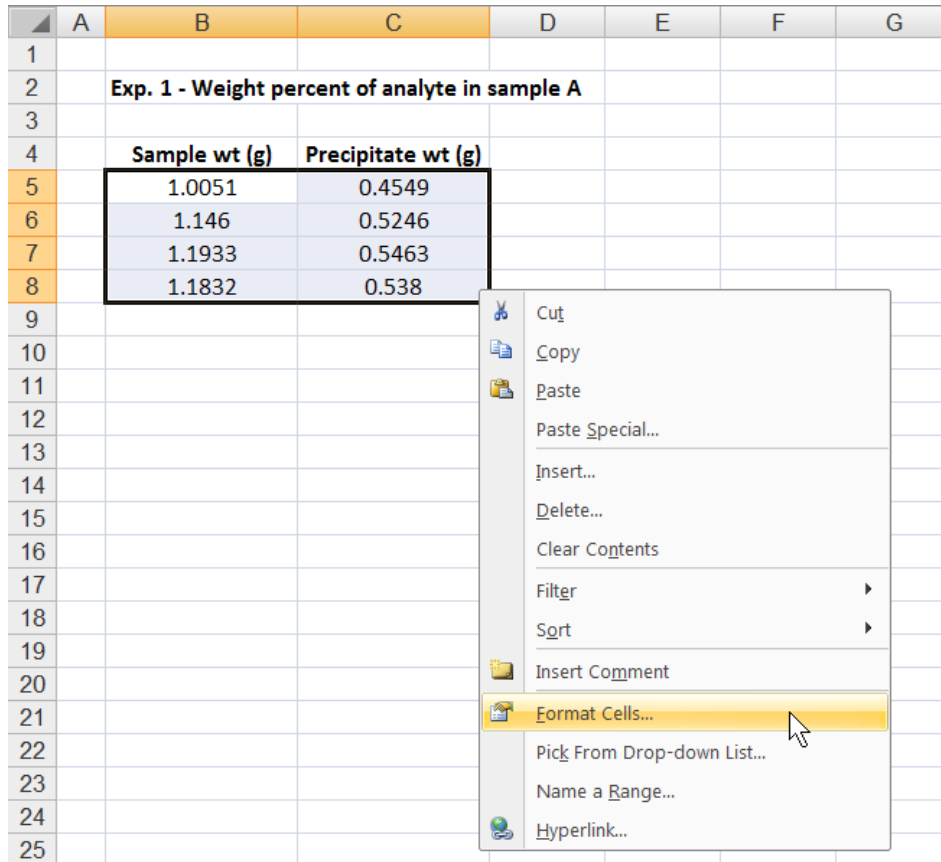 A B C D E F G
1
2 Exp. 1 - Weight percent of analyte in sample A
3
4 Sample wt (g) Precipitate wt (g)
5 1.0051 0.4549
6 1.146 0.5246
7 1.1933 0.5463
8 1.1832 0.538
9 Cut
10 Copy
11 Paste
12 Paste Special...
13
14 Insert...
15 Delete...
16 Clear Contents
17 Filter
18 Sort
19
20 Insert Comment
21 Format Cells...
22 Pick From Drop-down List...
23 Name a Range...
24 Hyperlink...
25